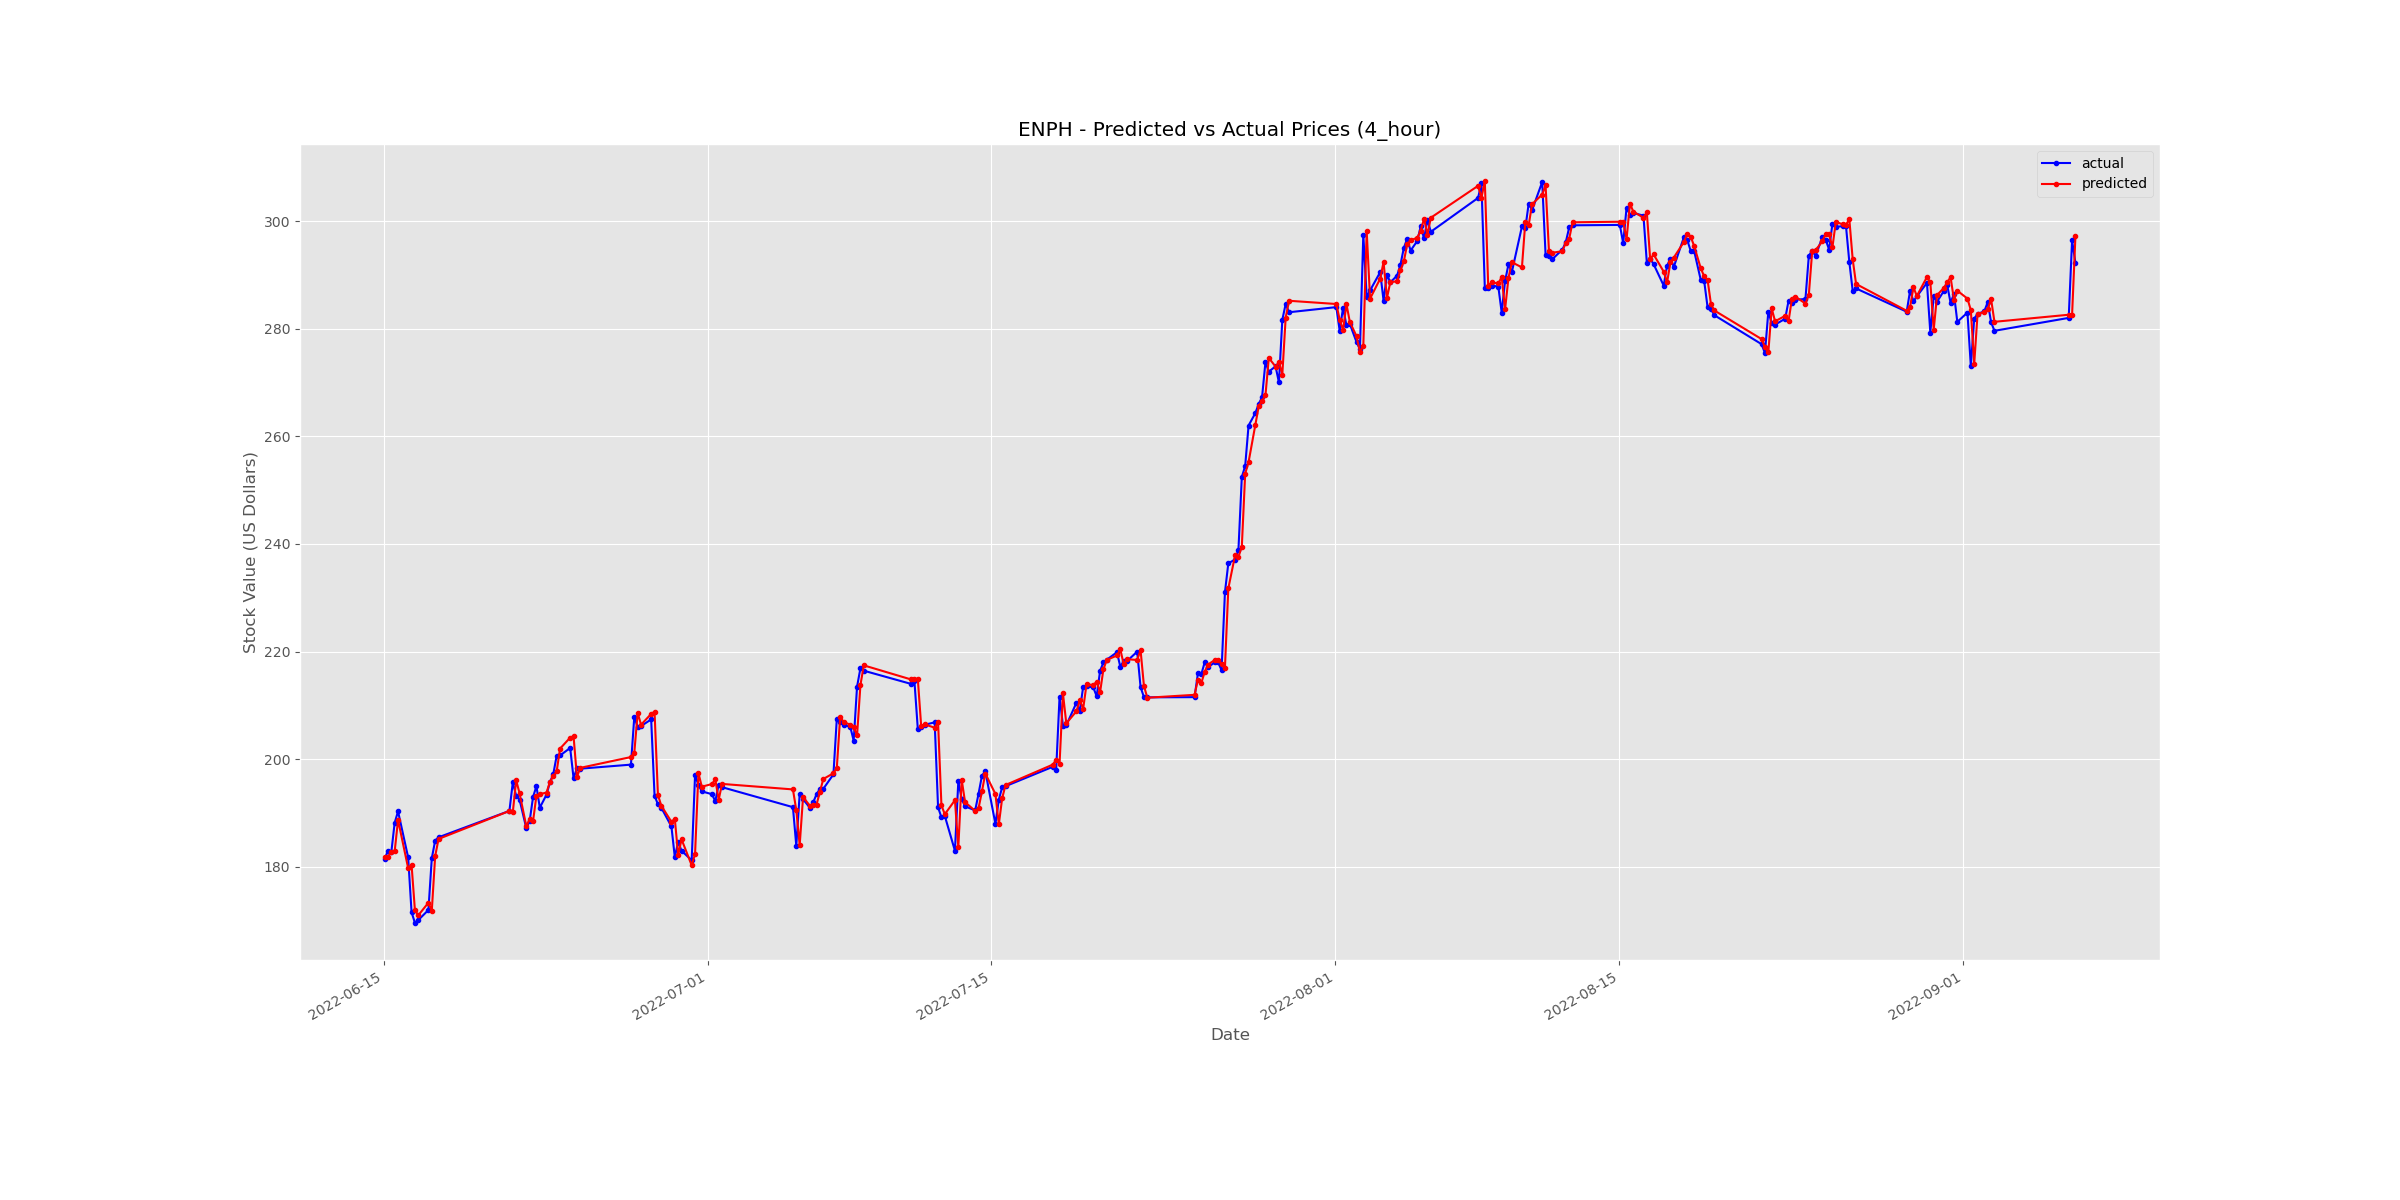 ENPH - Predicted vs Actual Prices (4_hour)
actual
predicted
Stock Value (US Dollars)
300
280
260
240
220
200
180
2022-06-15
2022-07-01
2022-07-15
2022-08-01
2022-08-15
2022-09-01
Date